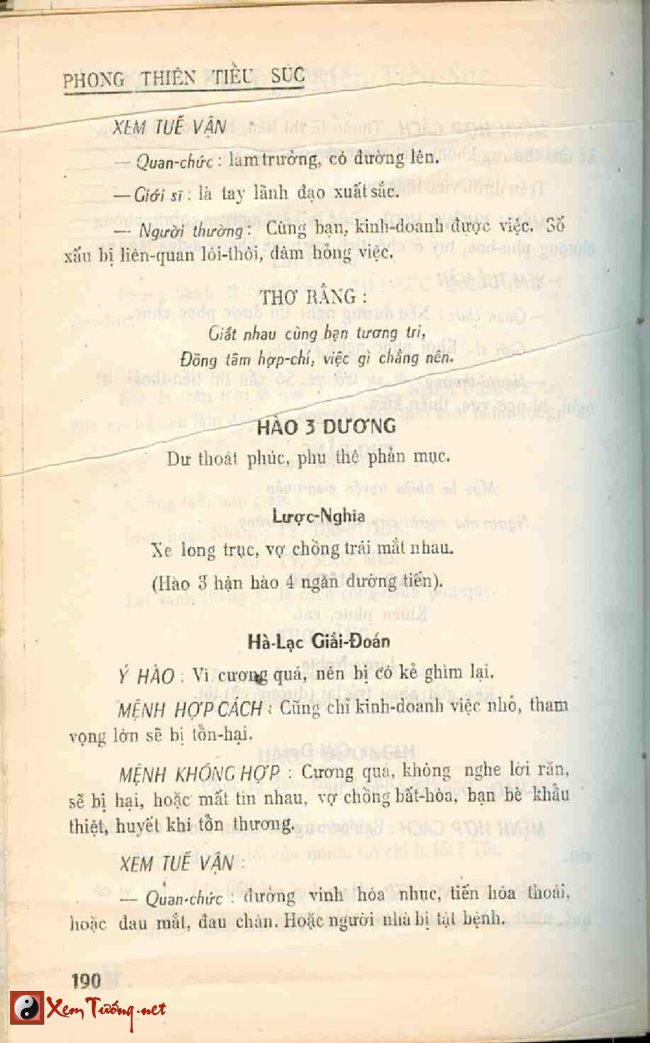 PHONG THIÊN TIỂU SÚC
XEM TUẾ VẬN
— Quan-chức : làm trưởng, có đường lên.
— Giới sĩ : là tay lãnh đạo xuất sắc.
— Người thường : Cùng bạn, kinh-doanh được việc. Số
xấu bị liên-quan lôi-thôi, đảm hỏng việc.
THƠ RẰNG :
Giắt nhau cùng bạn tương tri,
Đồng tâm hợp-chí, việc gì chẳng nên.
HÀO 3 DƯƠNG
Dư thoát phúc, phu thê phản mục.
Lược-Nghĩa
Xe long trục, vợ chồng trái mắt nhau.
(Hào 3 hận hào 4 ngăn đường tiến).
Hà-Lạc Giải-Đoán
Ý HÀO : Vì cương quá, nên bị có kẻ ghìm lại.
MỆNH HỢP CÁCH : Cũng chỉ kinh-doanh việc nhỏ, tham
vọng lớn sẽ bị tổn-hại.
MỆNH KHÔNG HỢP : Cương quá, không nghe lời răn,
sẽ bị hại, hoặc mất tin nhau, vợ chồng bất-hòa, bạn bè khẩu
thiệt, huyết khí tổn thương.
XEM TUẾ VẬN :
— Quan-chức : đương vinh hóa nhục, tiến hóa thoái,
hoặc đau mắt, đau chân. Hoặc người nhà bị tật bệnh.
190
XemTướng.net